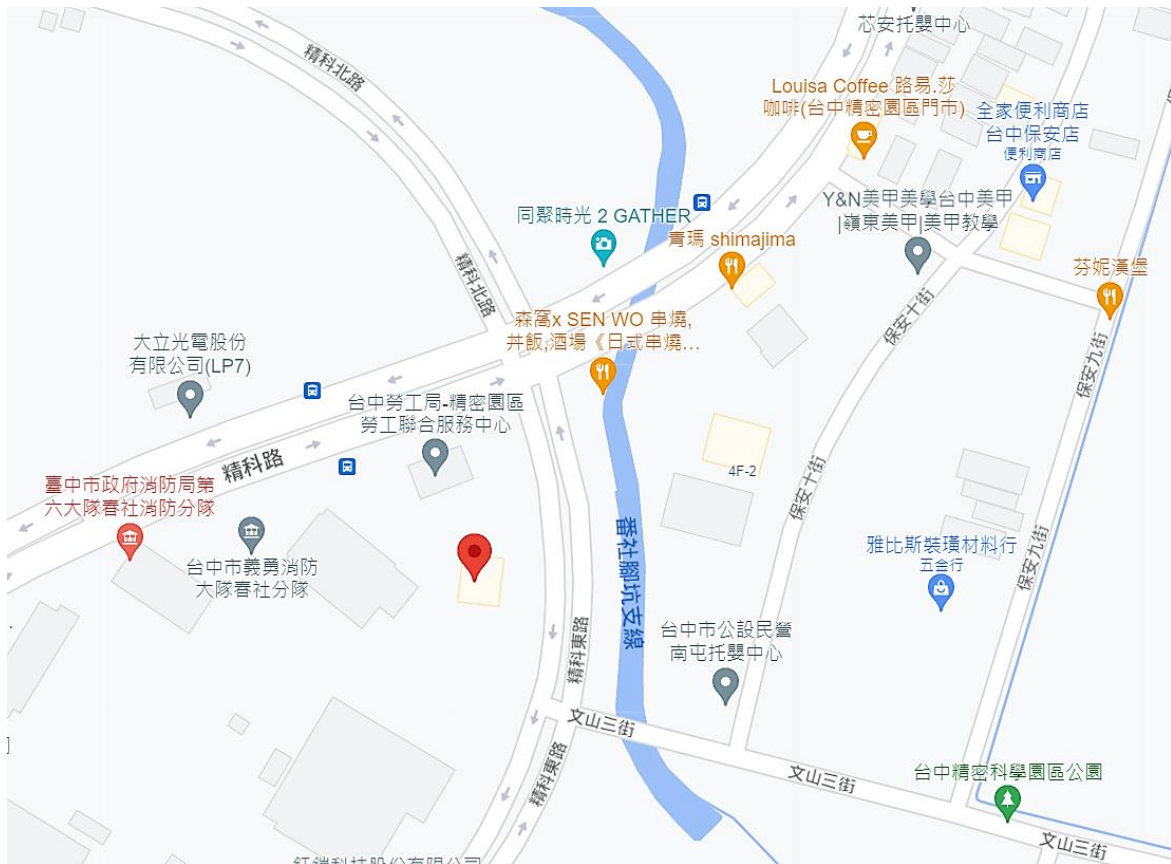 芯安托嬰中心
精科北路
Louisa Coffee 路易.莎
咖啡(台中精密園區門市)
全家便利商店
台中保安店
便利商店
Y&N美甲美學台中美甲
|嶺東美甲|美甲教學
同聚時光 2 GATHER
青瑪 shimajima
精科北路
芬妮漢堡
森窩x SEN WO 串燒,
丼飯,酒場《日式串燒...
保安十街
大立光電股份
有限公司(LP7)
保安九街
台中勞工局-精密園區
勞工聯合服務中心
精科路
4F-2
臺中市政府消防局第
六大隊春社消防分隊
保安十街
番社腳坑支線
雅比斯裝璜材料行
五金行
台中市義勇消防
大隊春社分隊
保安九街
台中市公設民營
南屯托嬰中心
精科東路
文山三街
精科東路
文山三街
台中精密科學園區公園
文山三街